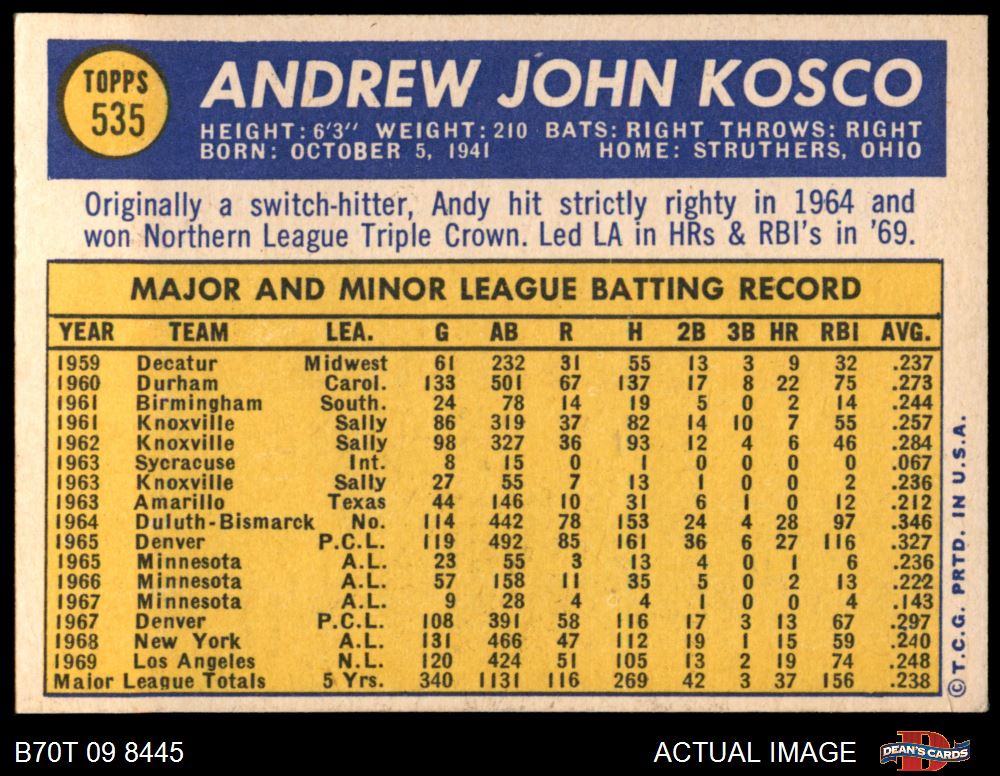 TOPPS
535
ANDREW JOHN KOSCO
HEIGHT: 6'3" WEIGHT: 210 BATS: RIGHT THROWS: RIGHT
BORN: OCTOBER 5, 1941 HOME: STRUTHERS, OHIO
Originally a switch-hitter, Andy hit strictly righty in 1964 and
won Northern League Triple Crown. Led LA in HRs & RBI's in '69.
MAJOR AND MINOR LEAGUE BATTING RECORD
YEAR TEAM LEA. G AB R H 2B 3B HR RBI AVG.
1959 Decatur Midwest 61 232 31 55 13 3 9 32 .237
1960 Durham Carol. 133 501 67 137 17 8 22 75 .273
1961 Birmingham South. 24 78 14 19 5 0 2 14 .244
1961 Knoxville Sally 86 319 37 82 14 10 7 55 .257
1962 Knoxville Sally 98 327 36 93 12 4 6 46 .284
1963 Sycracuse Int. 8 15 0 1 0 0 0 0 .067
1963 Knoxville Sally 27 55 7 13 1 0 0 2 .236
1963 Amarillo Texas 44 146 10 31 6 1 0 12 .212
1964 Duluth-Bismarck No. 114 442 78 153 24 4 28 97 .346
1965 Denver P.C.L. 119 492 85 161 36 6 27 116 .327
1965 Minnesota A.L. 23 55 3 13 4 0 1 6 .236
1966 Minnesota A.L. 57 158 11 35 5 0 2 13 .222
1967 Minnesota A.L. 9 28 4 4 1 0 0 4 .143
1967 Denver P.C.L. 108 391 58 116 17 3 13 67 .297
1968 New York A.L. 131 466 47 112 19 1 15 59 .240
1969 Los Angeles N.L. 120 424 51 105 13 2 19 74 .248
Major League Totals 5 Yrs. 340 1131 116 269 42 3 37 156 .238
© T.C.G. PRTD. IN U.S.A.
B70T 09 8445
ACTUAL IMAGE
DEAN'S CARDS